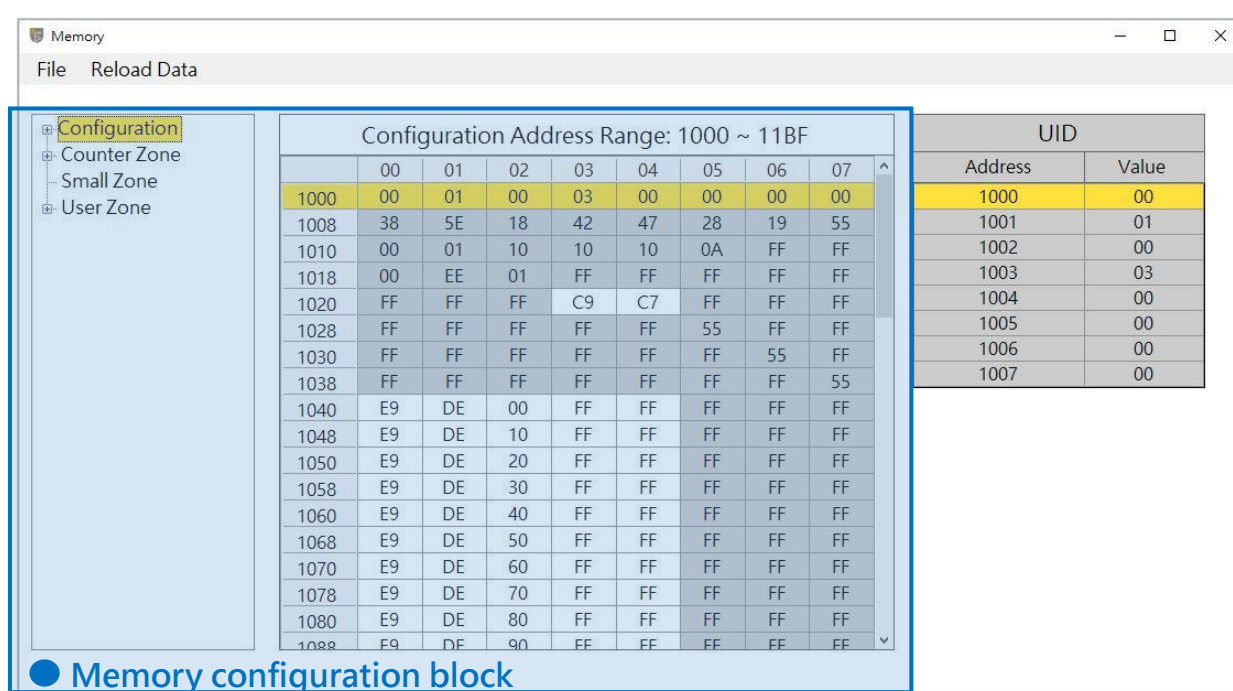 Memory
File Reload Data
Configuration
Counter Zone
Small Zone
User Zone
Configuration Address Range: 1000 ~ 11BF
00 01 02 03 04 05 06 07
1000 00 01 00 03 00 00 00 00
1008 38 5E 18 42 47 28 19 55
1010 00 01 10 10 10 0A FF FF
1018 00 EE 01 FF FF FF FF FF
1020 FF FF FF C9 C7 FF FF FF
1028 FF FF FF FF FF 55 FF FF
1030 FF FF FF FF FF FF 55 FF
1038 FF FF FF FF FF FF FF 55
1040 E9 DE 00 FF FF FF FF FF
1048 E9 DE 10 FF FF FF FF FF
1050 E9 DE 20 FF FF FF FF FF
1058 E9 DE 30 FF FF FF FF FF
1060 E9 DE 40 FF FF FF FF FF
1068 E9 DE 50 FF FF FF FF FF
1070 E9 DE 60 FF FF FF FF FF
1078 E9 DE 70 FF FF FF FF FF
1080 E9 DE 80 FF FF FF FF FF
1088 E9 DE 90 FF FF FF FF FF
UID
Address Value
1000 00
1001 01
1002 00
1003 03
1004 00
1005 00
1006 00
1007 00
Memory configuration block